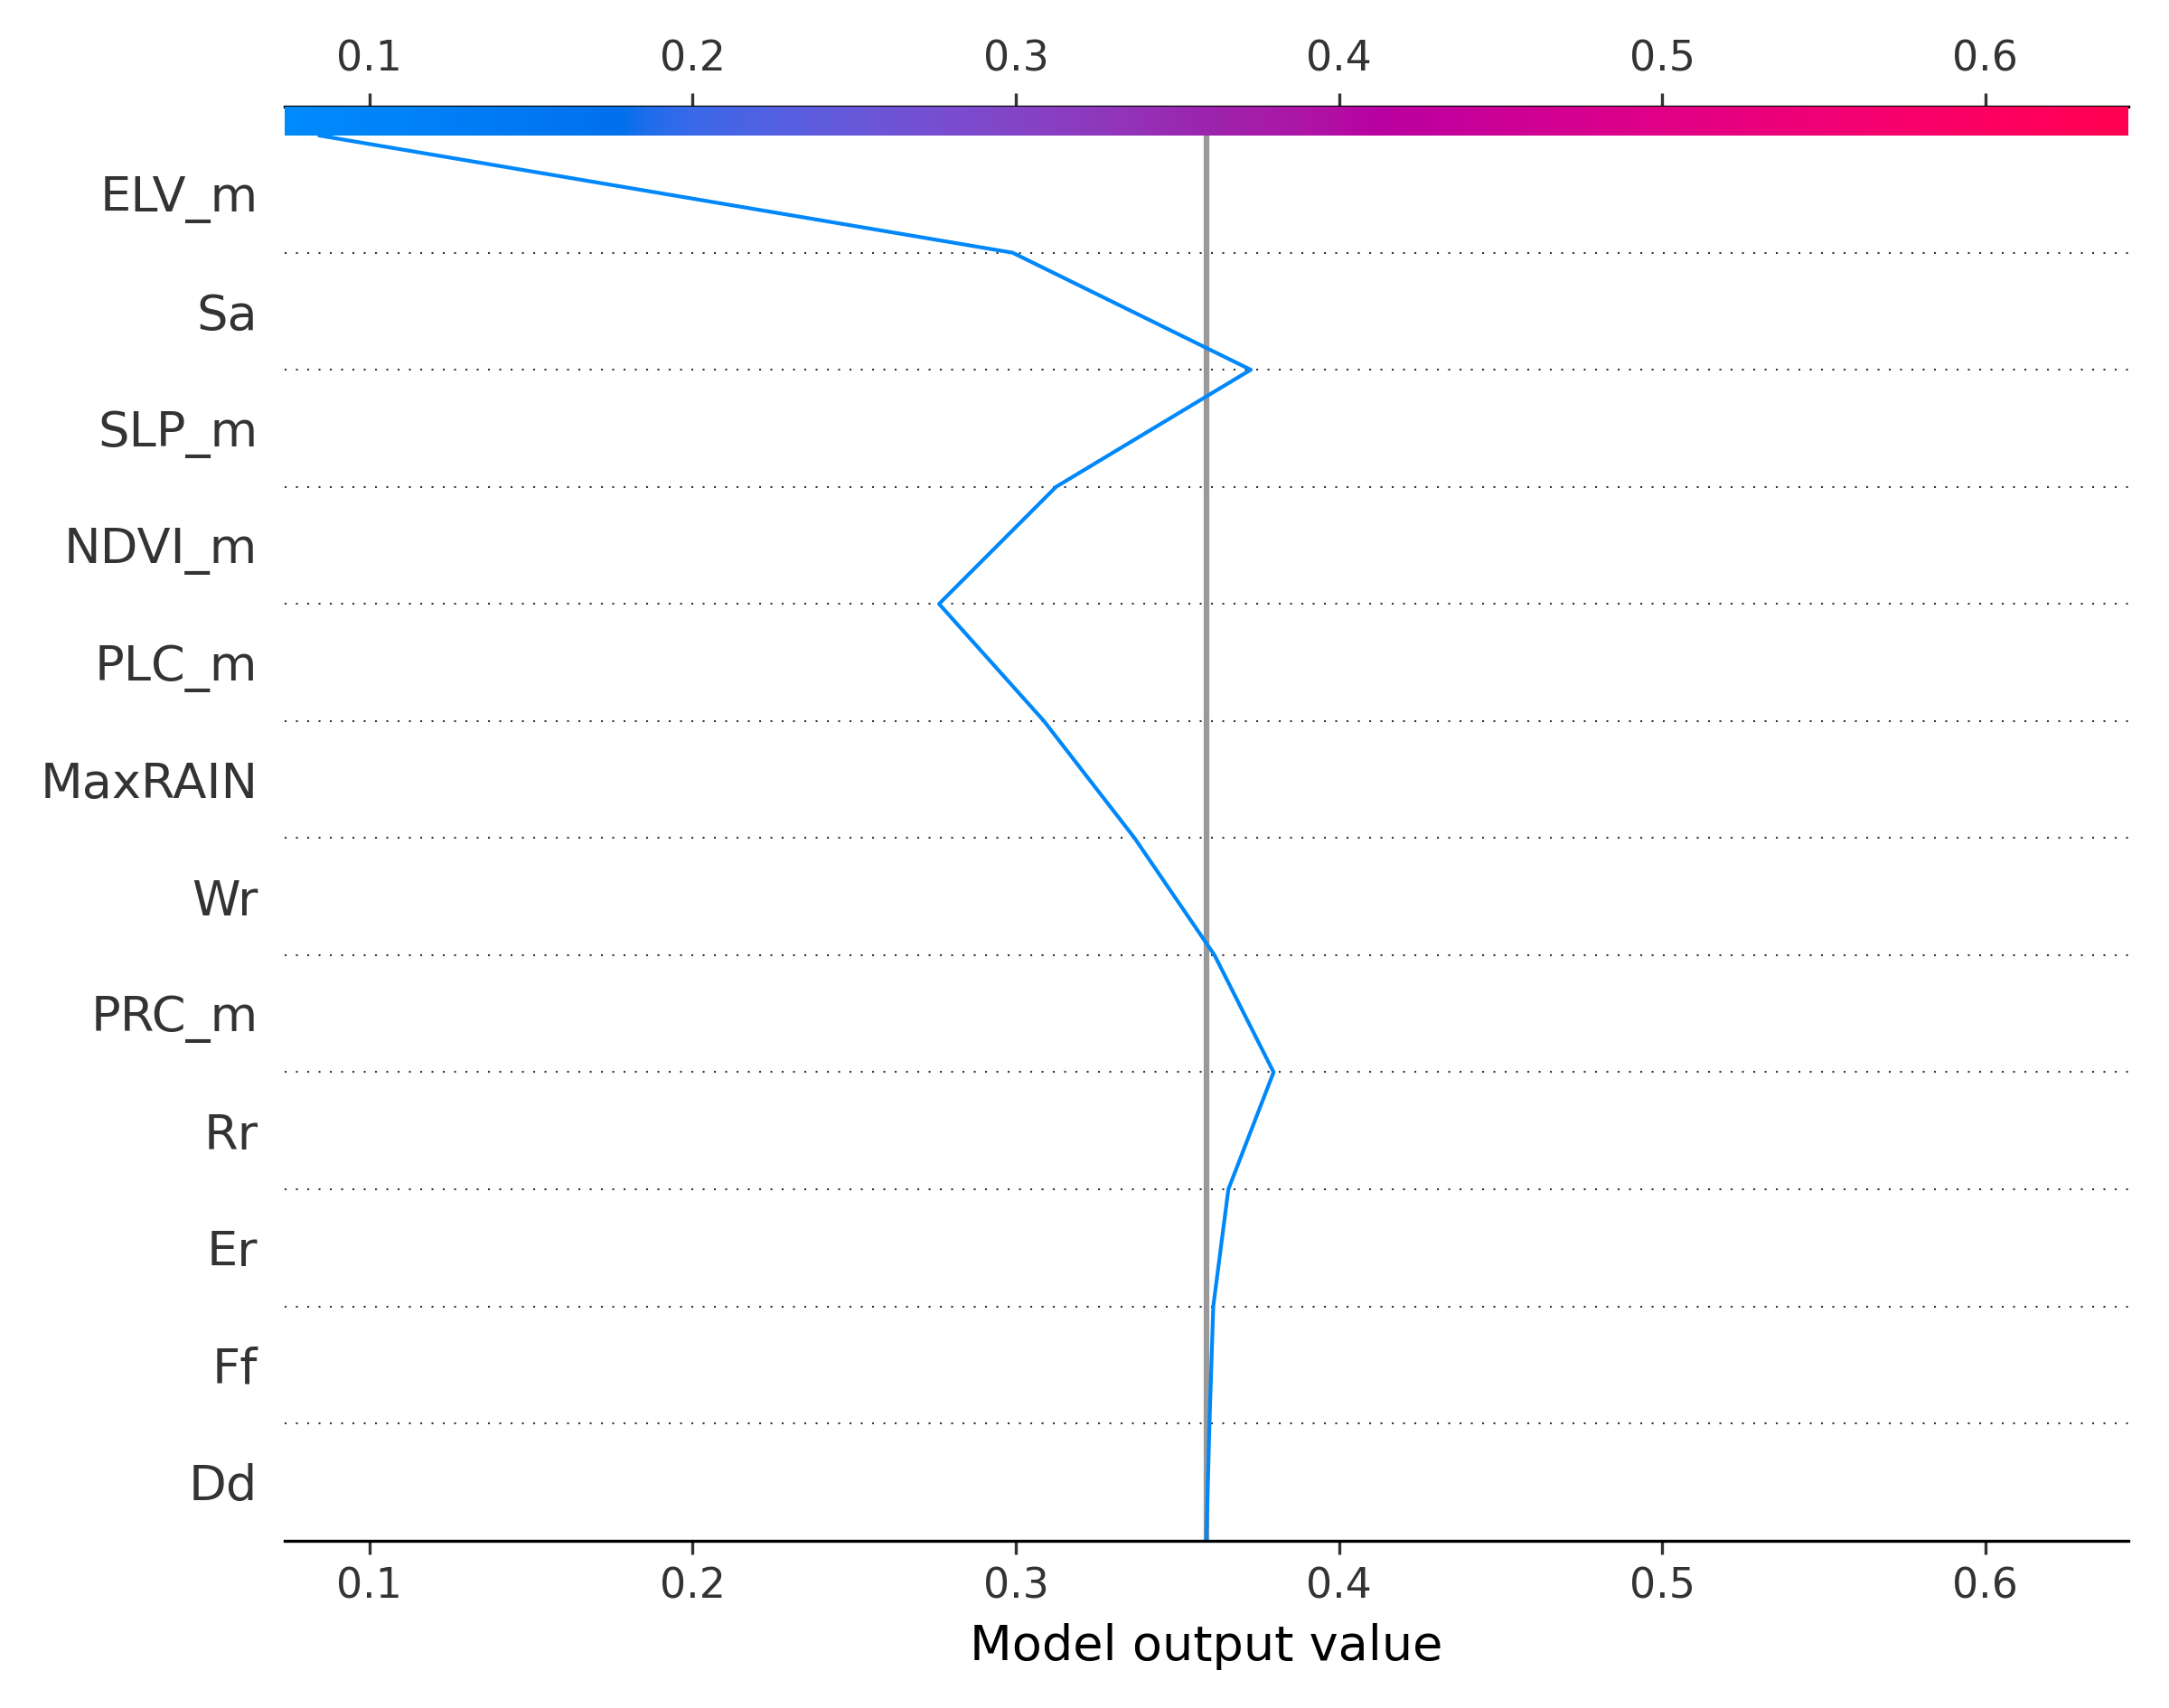 0.1 0.2 0.3 0.4 0.5 0.6
ELV_m
Sa
SLP_m
NDVI_m
PLC_m
MaxRAIN
Wr
PRC_m
Rr
Er
Ff
Dd
0.1 0.2 0.3 0.4 0.5 0.6
Model output value